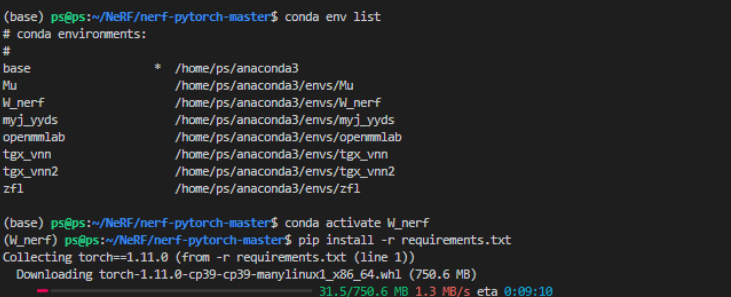 (base) ps@ps:~/NeRF/nerf-pytorch-master$ conda env list
# conda environments:
#
base                  *  /home/ps/anaconda3
Mu                       /home/ps/anaconda3/envs/Mu
W_nerf                   /home/ps/anaconda3/envs/W_nerf
myj_yyds                 /home/ps/anaconda3/envs/myj_yyds
openmmlab                /home/ps/anaconda3/envs/openmmlab
tgx_vnn                  /home/ps/anaconda3/envs/tgx_vnn
tgx_vnn2                 /home/ps/anaconda3/envs/tgx_vnn2
zfl                      /home/ps/anaconda3/envs/zfl
(base) ps@ps:~/NeRF/nerf-pytorch-master$ conda activate W_nerf
(W_nerf) ps@ps:~/NeRF/nerf-pytorch-master$ pip install -r requirements.txt
Collecting torch==1.11.0 (from -r requirements.txt (line 1))
  Downloading torch-1.11.0-cp39-cp39-manylinux1_x86_64.whl (750.6 MB)
31.5/750.6 MB 1.3 MB/s eta 0:09:10